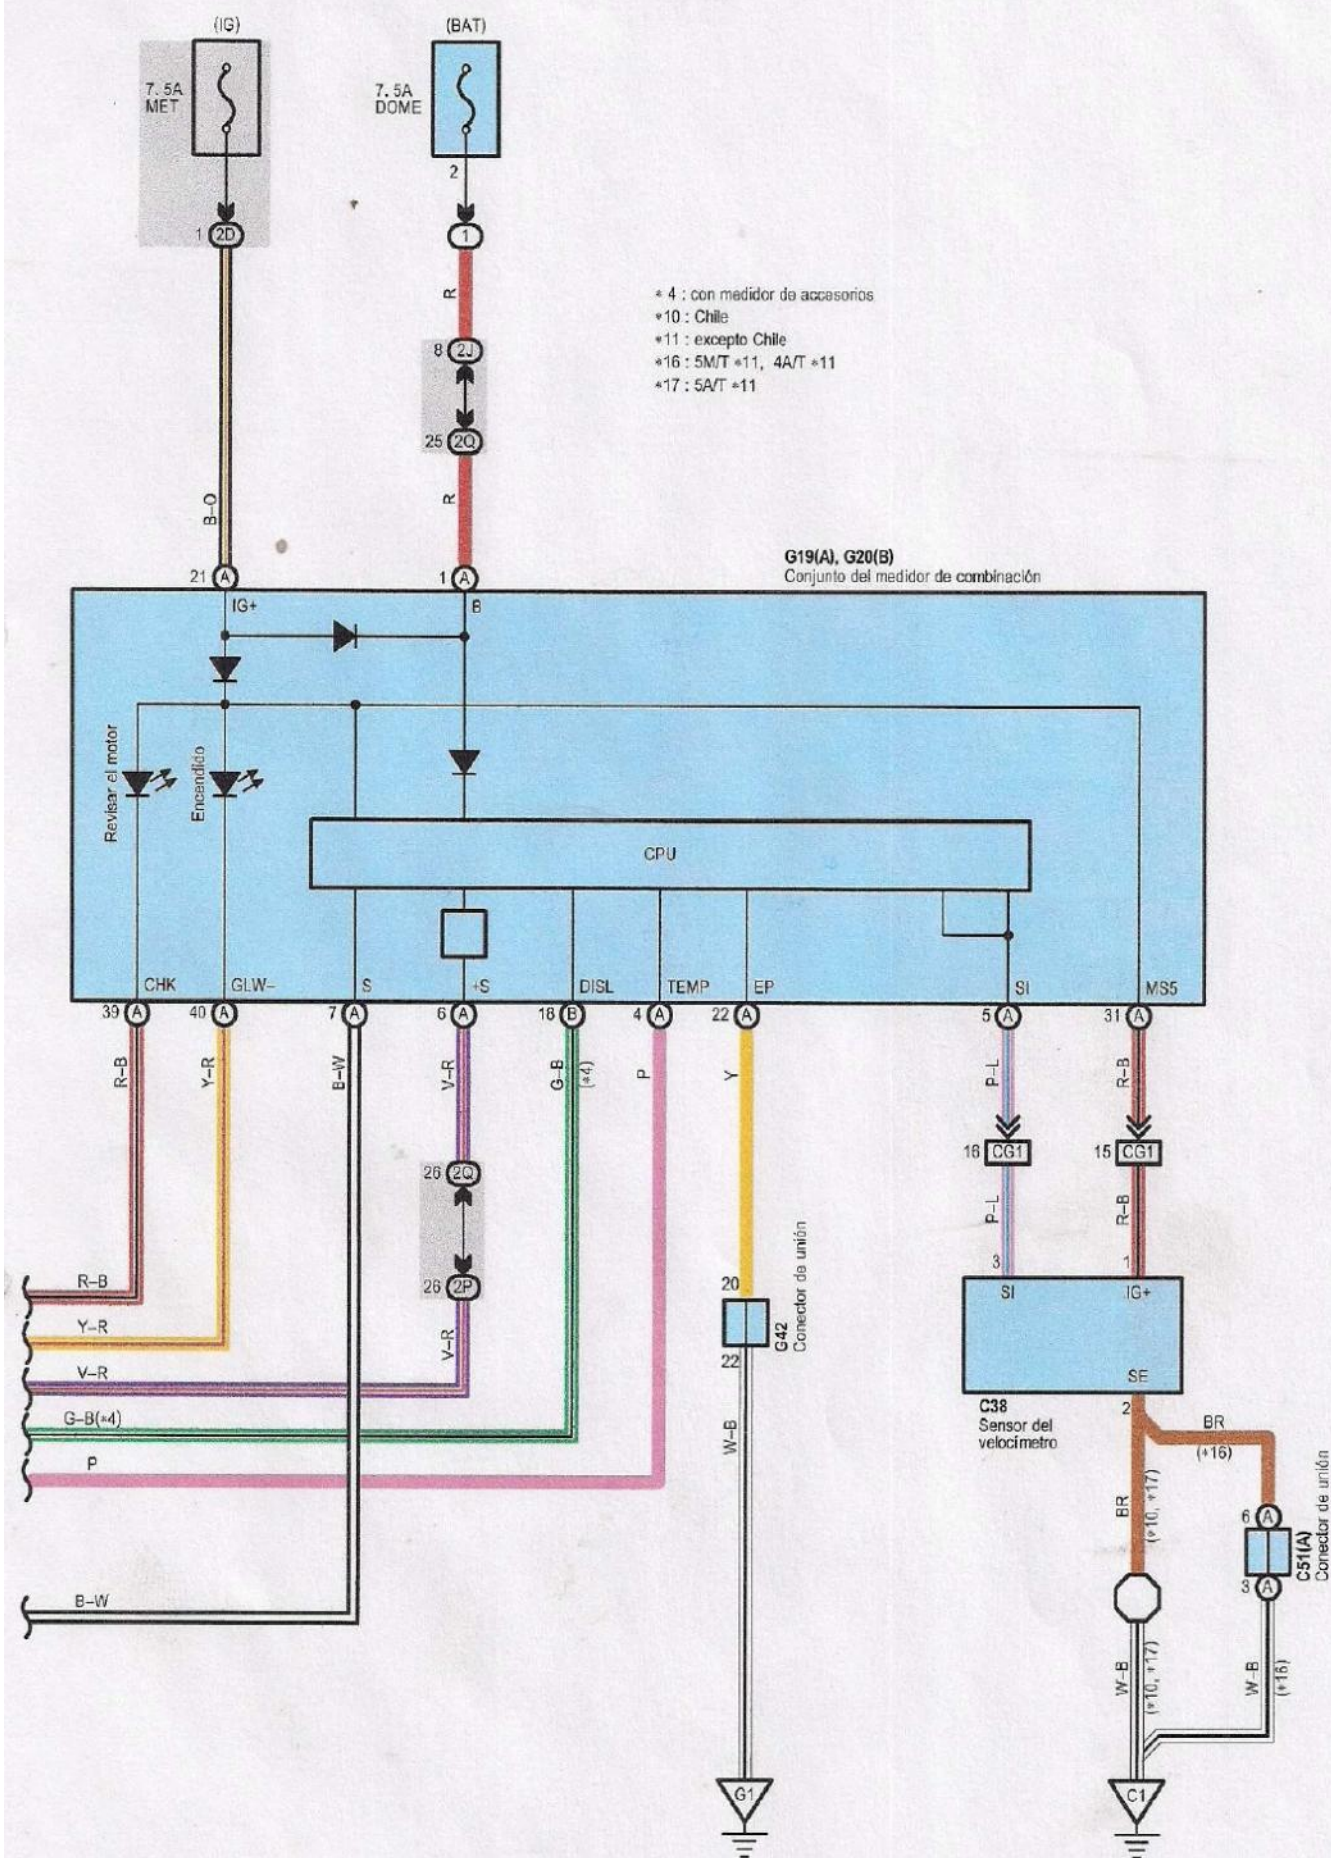 (IG)
(BAT)
7. 5A
MET
7. 5A
DOME
2
1 2D
1
R
8 2J
25 2Q
R
B–O
* 4 : con medidor de accesorios
*10 : Chile
*11 : excepto Chile
*16 : 5M/T *11, 4A/T *11
*17 : 5A/T *11
G19(A), G20(B)
Conjunto del medidor de combinación
21 A
1 A
IG+
B
Revisar el motor
Encendido
CPU
CHK
GLW–
S
+S
DISL
TEMP
EP
SI
MS5
39 A
40 A
7 A
6 A
18 B
4 A
22 A
5 A
31 A
R–B
Y–R
B–W
V–R
G–B
(*4)
P
Y
P–L
R–B
26 2Q
16 CG1
15 CG1
P–L
R–B
26 2P
V–R
20
G42
Conector de unión
22
3
1
SI
IG+
SE
2
C38
Sensor del
velocímetro
R–B
Y–R
V–R
G–B(*4)
P
B–W
W–B
BR
(*16)
BR
(*10, *17)
6 A
C51(A)
Conector de unión
3 A
W–B
(*10, *17)
W–B
(*16)
G1
C1